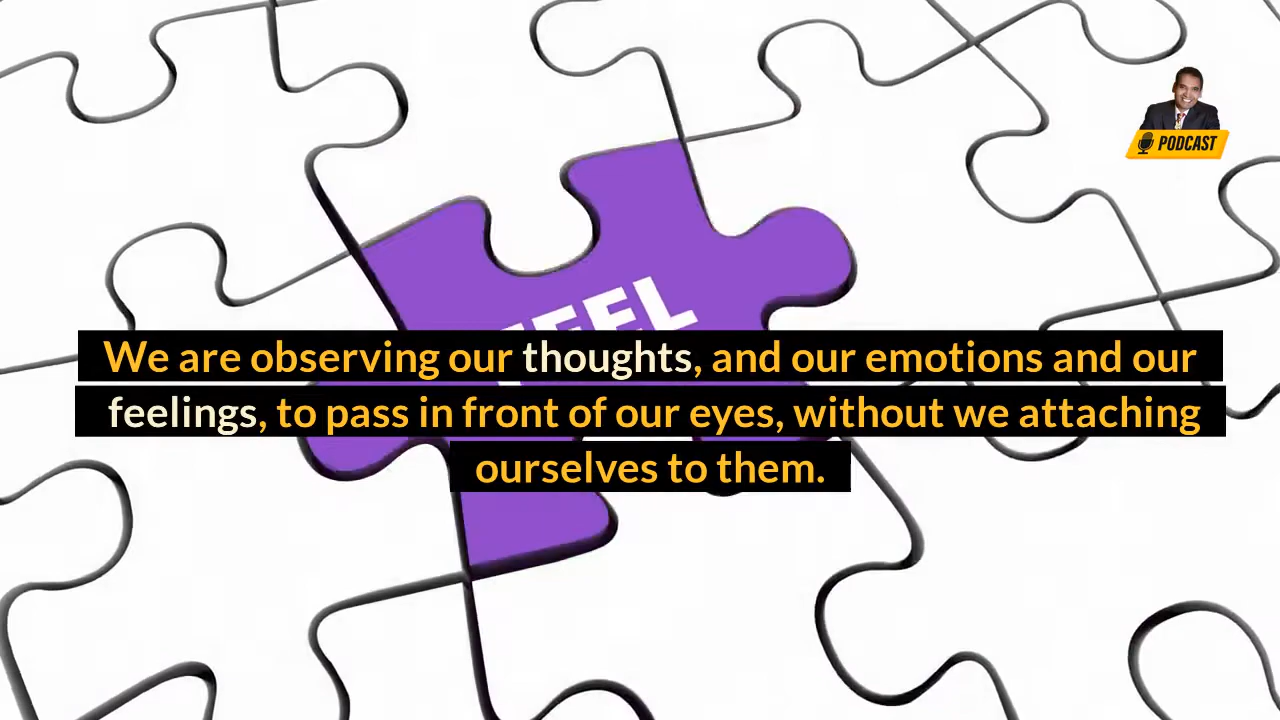 PODCAST
We are observing our thoughts, and our emotions and our
feelings, to pass in front of our eyes, without we attaching
ourselves to them.